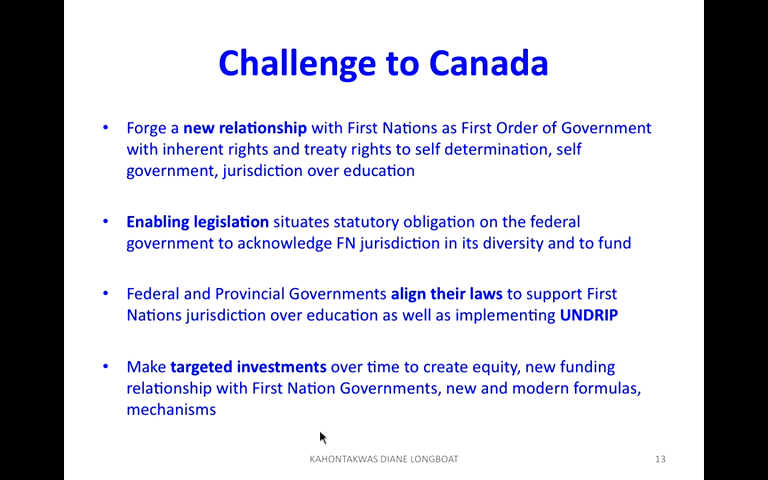 Challenge to Canada
• Forge a new relationship with First Nations as First Order of Government
with inherent rights and treaty rights to self determination, self
government, jurisdiction over education
• Enabling legislation situates statutory obligation on the federal
government to acknowledge FN jurisdiction in its diversity and to fund
• Federal and Provincial Governments align their laws to support First
Nations jurisdiction over education as well as implementing UNDRIP
• Make targeted investments over time to create equity, new funding
relationship with First Nation Governments, new and modern formulas,
mechanisms
KAHONTAKWAS DIANE LONGBOAT
13